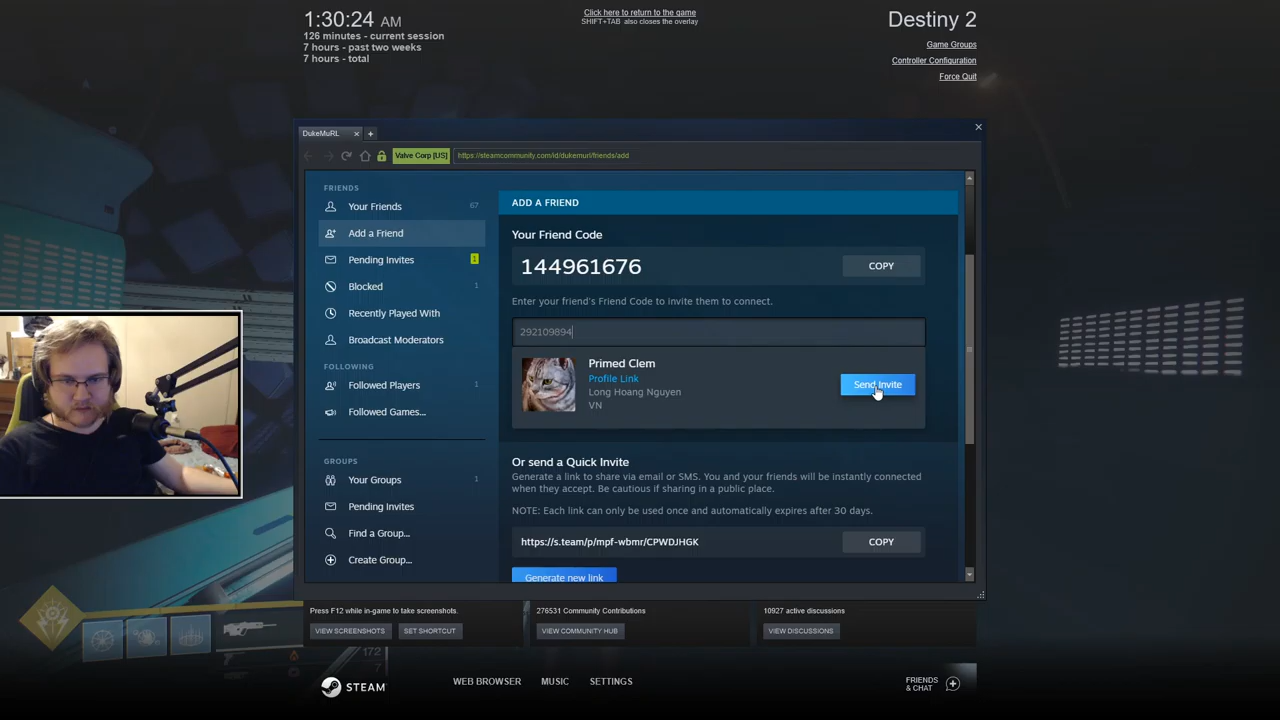 1:30:24 AM
126 minutes - current session
7 hours - past two weeks
7 hours - total
Click here to return to the game
SHIFT+TAB also closes the overlay
Destiny 2
Game Groups
Controller Configuration
Force Quit
DukeMuRL
Valve Corp [US]
https://steamcommunity.com/id/dukemurl/friends/add
FRIENDS
Your Friends 67
Add a Friend
Pending Invites 1
Blocked 1
Recently Played With
Broadcast Moderators
FOLLOWING
Followed Players 1
Followed Games...
GROUPS
Your Groups 1
Pending Invites
Find a Group...
Create Group...
ADD A FRIEND
Your Friend Code
144961676 COPY
Enter your friend's Friend Code to invite them to connect.
292109894
Primed Clem
Profile Link
Long Hoang Nguyen
VN
Send Invite
Or send a Quick Invite
Generate a link to share via email or SMS. You and your friends will be instantly connected
when they accept. Be cautious if sharing in a public place.
NOTE: Each link can only be used once and automatically expires after 30 days.
https://s.team/p/mpf-wbmr/CPWDJHGK COPY
Generate new link
Press F12 while in-game to take screenshots.
VIEW SCREENSHOTS SET SHORTCUT
276531 Community Contributions
VIEW COMMUNITY HUB
10927 active discussions
VIEW DISCUSSIONS
172
7
STEAM
WEB BROWSER MUSIC SETTINGS
FRIENDS
& CHAT